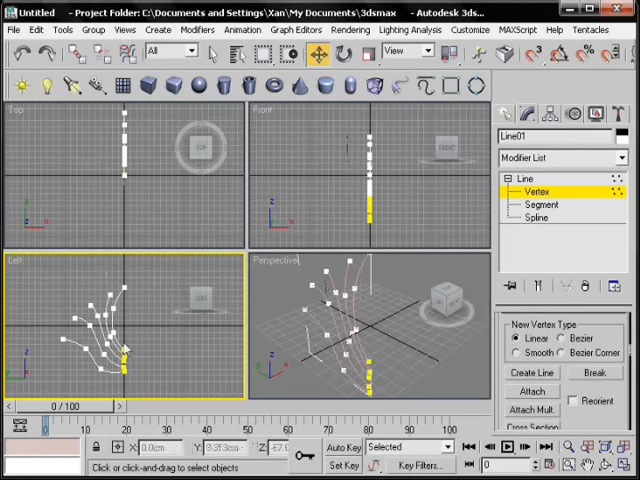 Untitled - Project Folder: C:\Documents and Settings\Xan\My Documents\3dsmax - Autodesk 3ds...
File Edit Tools Group Views Create Modifiers Animation Graph Editors Rendering Lighting Analysis Customize MAXScript Help Tentacles
All View
Top
TOP
Front
FRONT
Left
Perspective
Line01
Modifier List
Line
Vertex
Segment
Spline
New Vertex Type
Linear Bezier
Smooth Bezier Corner
Create Line Break
Attach
Reorient
Attach Mult.
Cross Section
0 / 100
0 10 20 30 40 50 60 70 80 90 100
X: 0.0cm Y: Z:
Auto Key Selected
Click or click-and-drag to select objects
Set Key Key Filters... 0